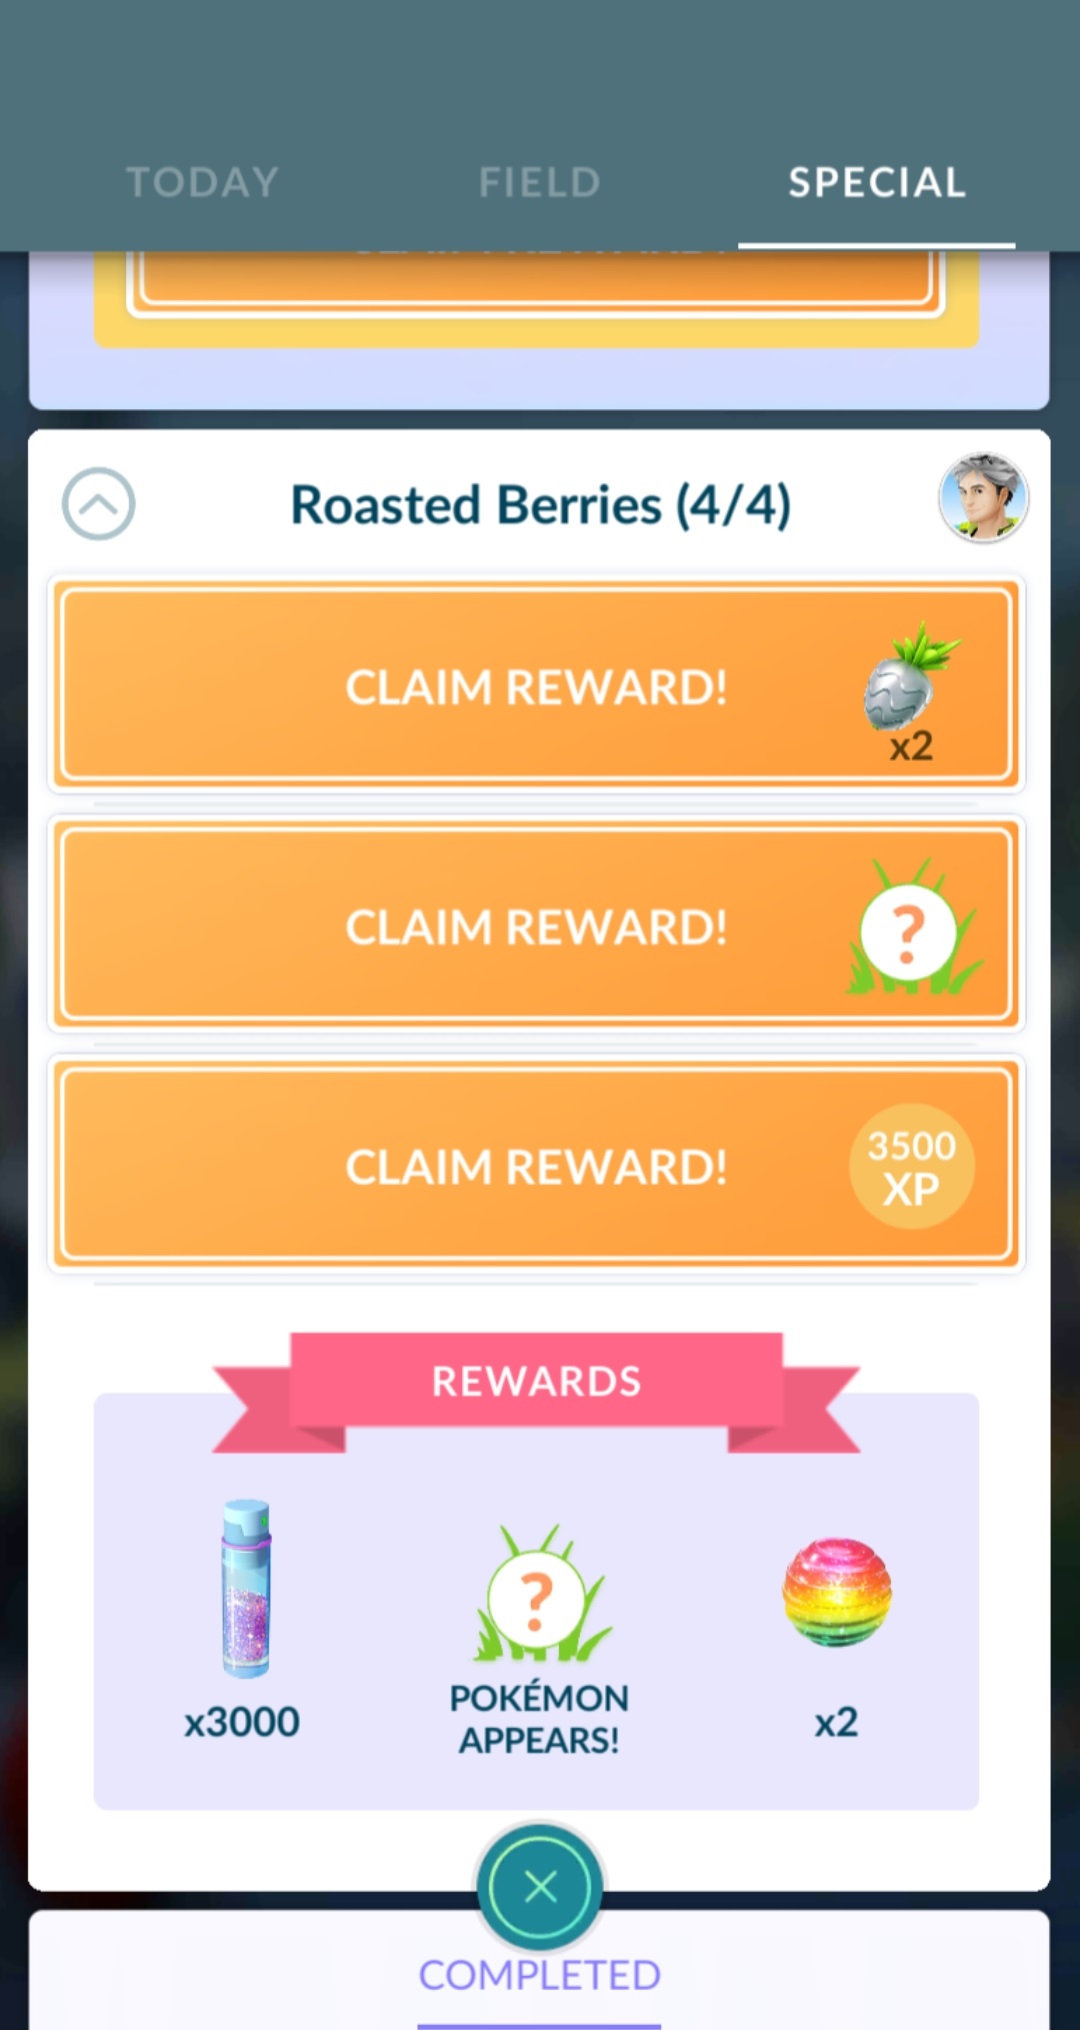 TODAY
FIELD
SPECIAL
Roasted Berries (4/4)
CLAIM REWARD!
x2
CLAIM REWARD!
?
CLAIM REWARD!
3500
XP
REWARDS
x3000
?
POKÉMON
APPEARS!
x2
COMPLETED